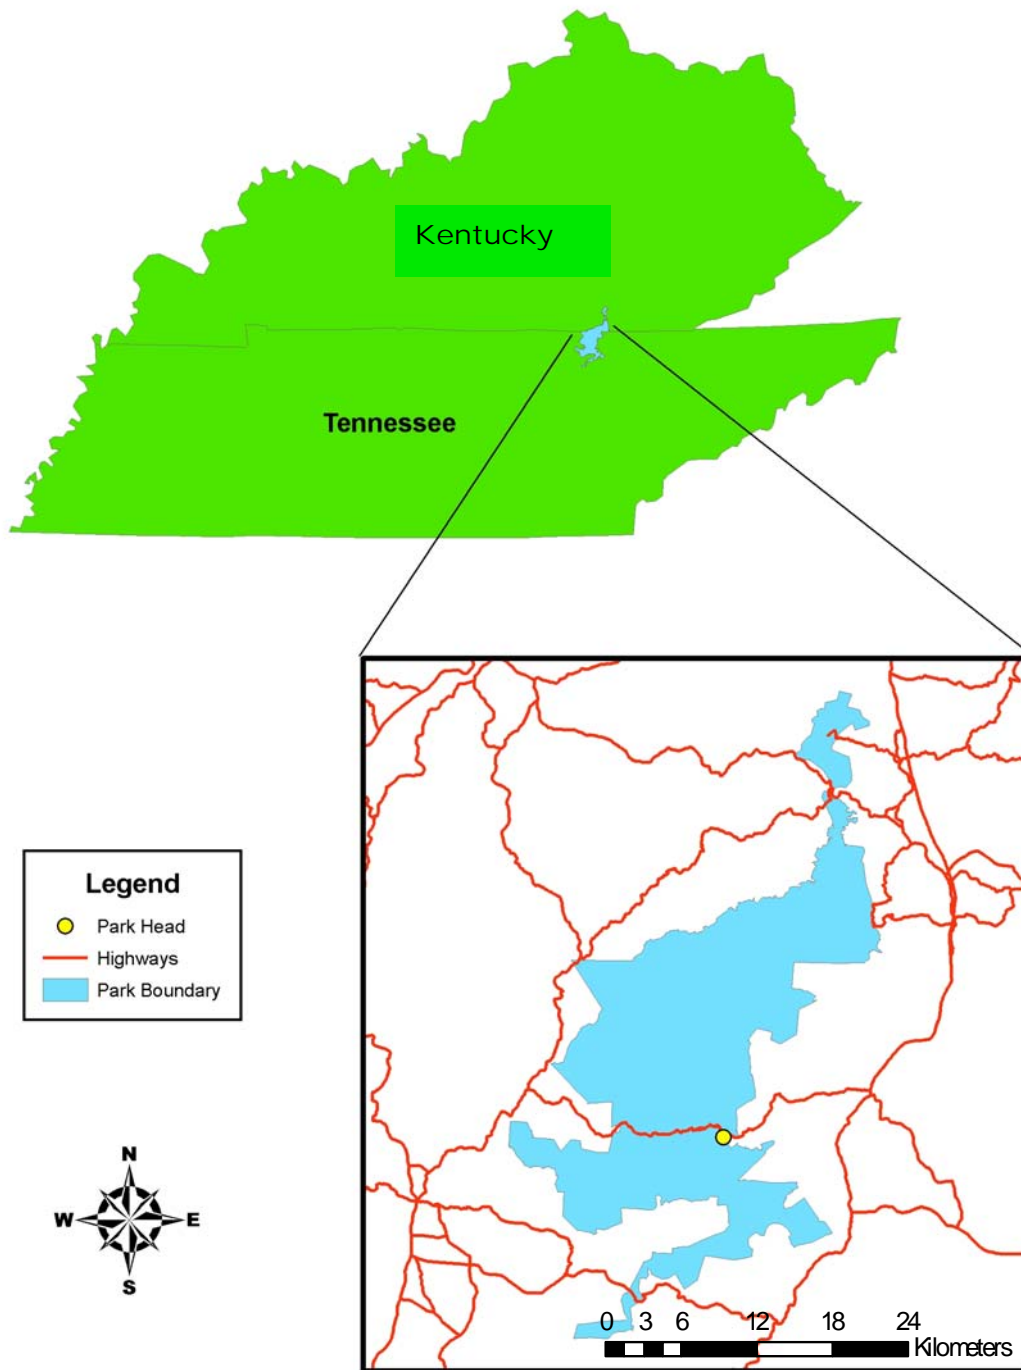 Kentucky
Tennessee
Legend
Park Head
Highways
Park Boundary
N
W E
S
0 3 6 12 18 24
Kilometers